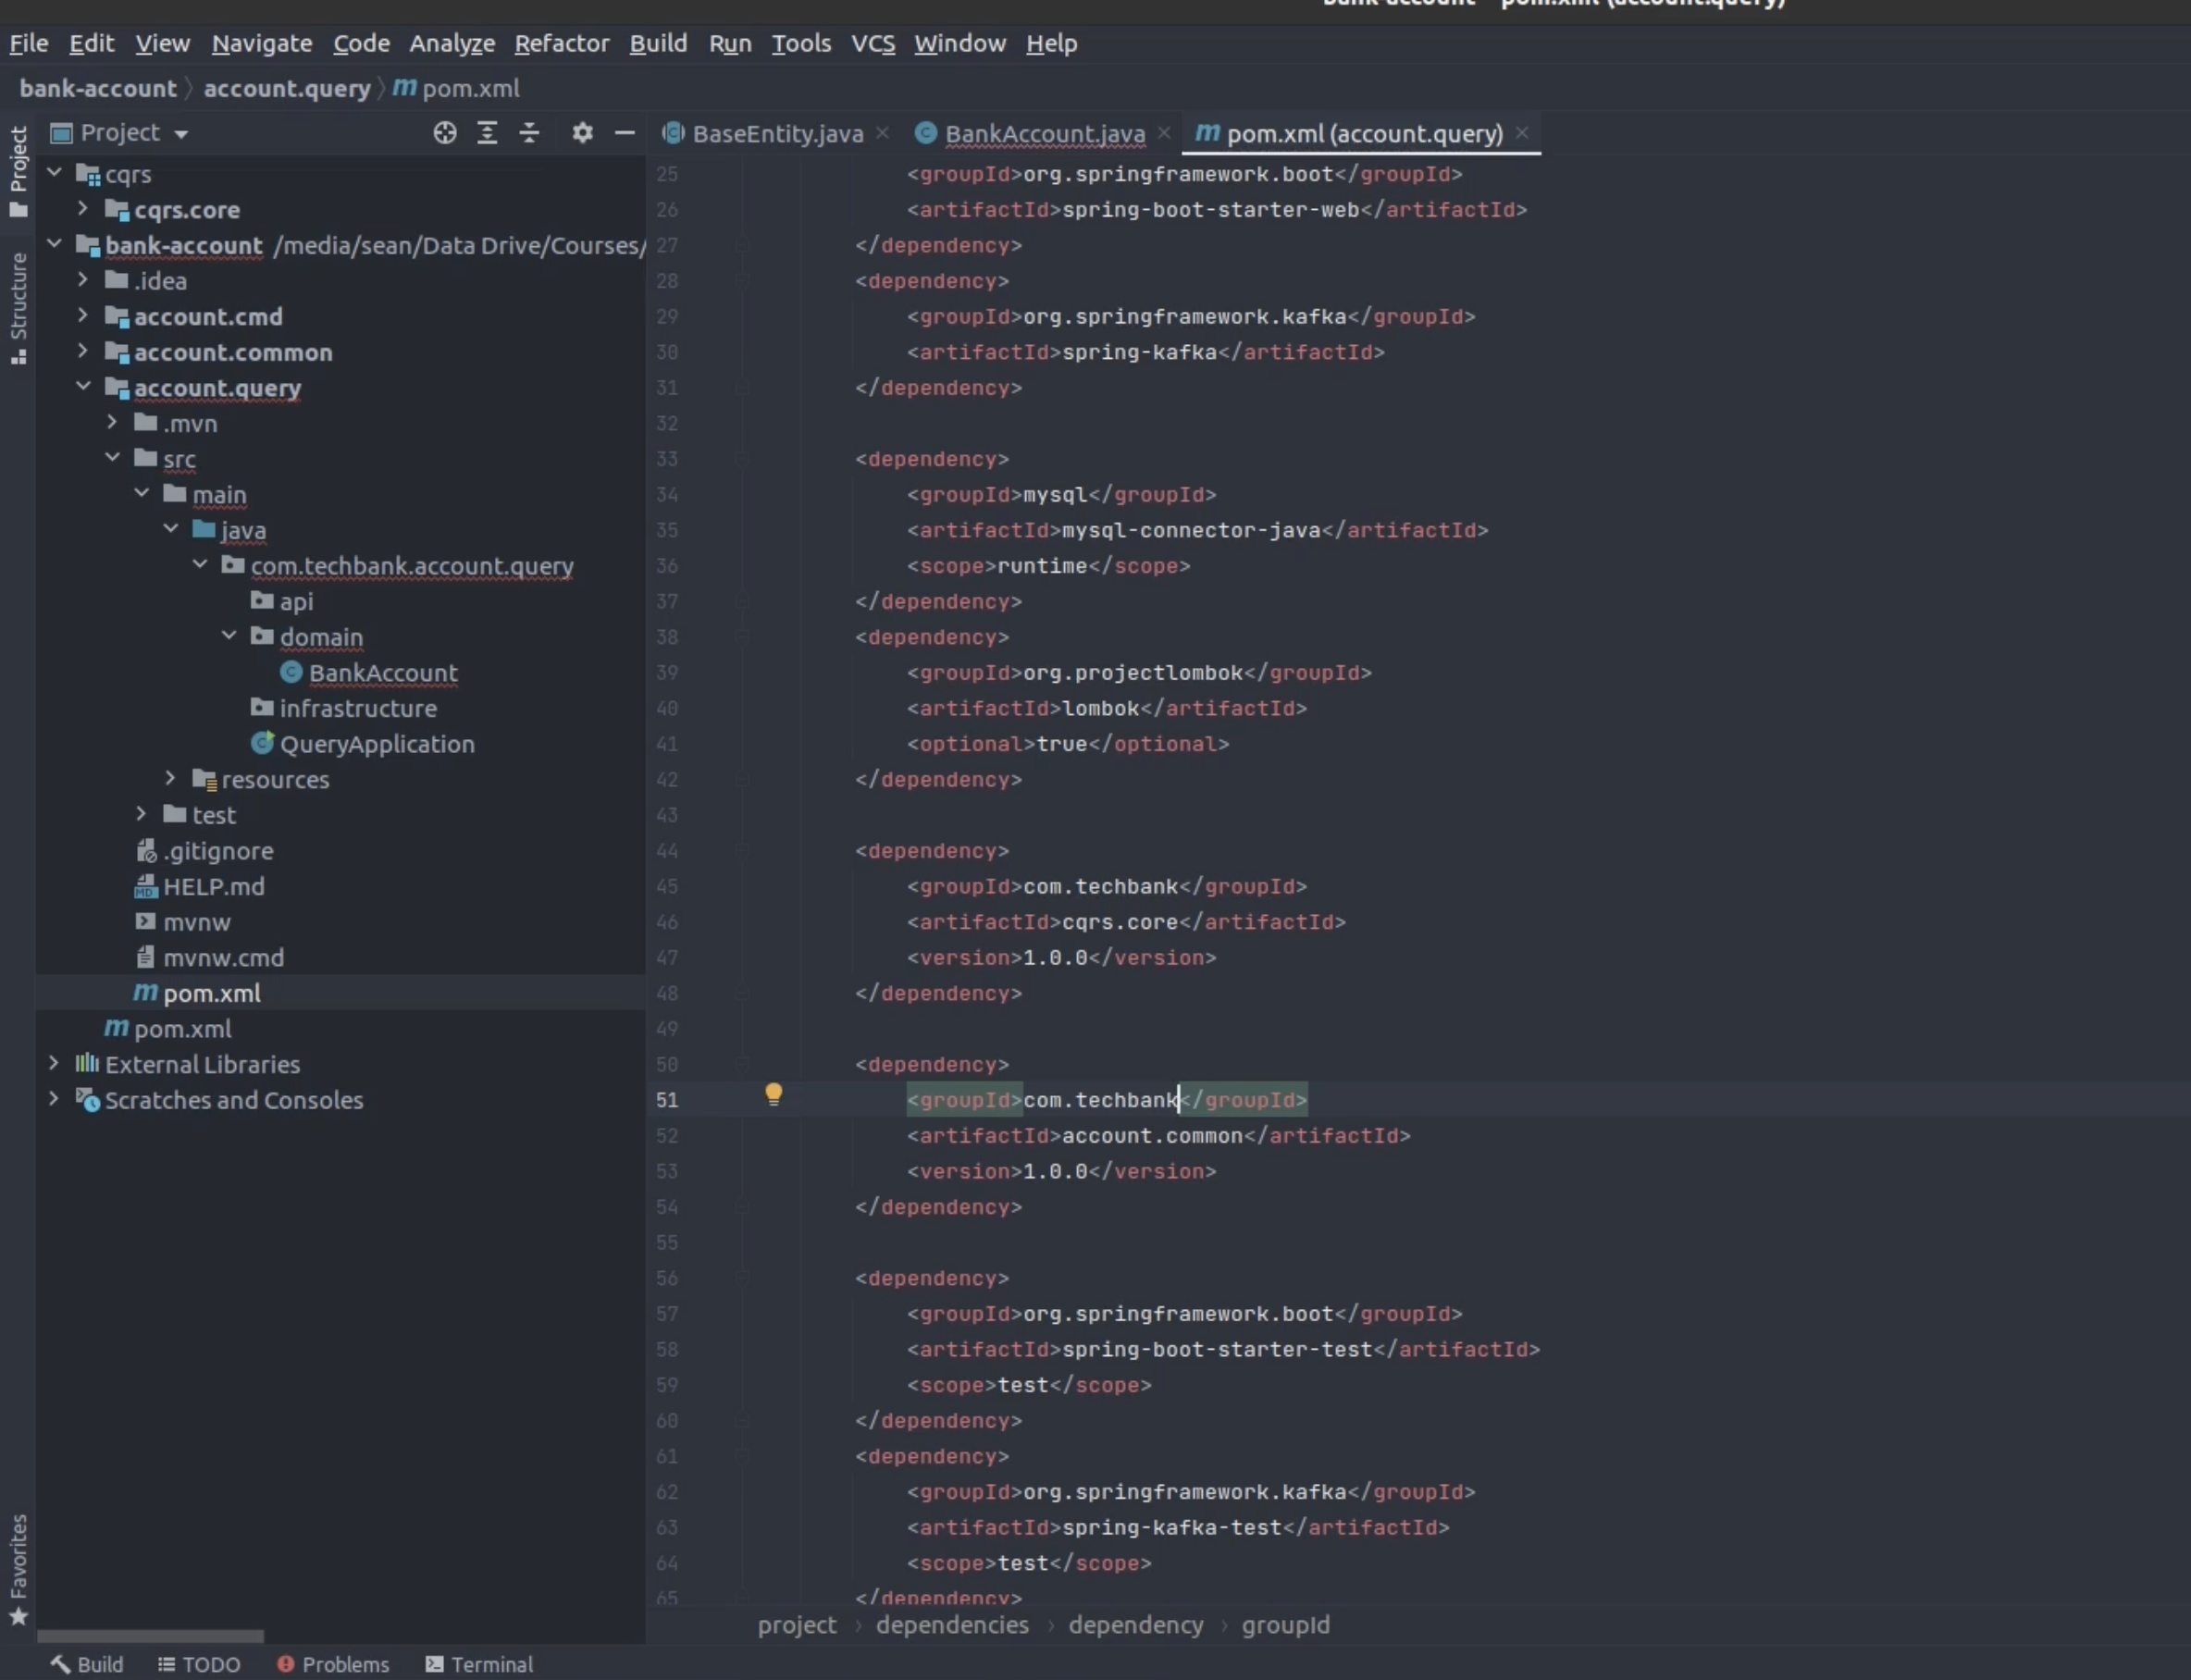 bank-account – pom.xml (account.query)
File Edit View Navigate Code Analyze Refactor Build Run Tools VCS Window Help
bank-account account.query m pom.xml
Project
Project
Structure
Favorites
cqrs
cqrs.core
bank-account /media/sean/Data Drive/Courses/
.idea
account.cmd
account.common
account.query
.mvn
src
main
java
com.techbank.account.query
api
domain
BankAccount
infrastructure
QueryApplication
resources
test
.gitignore
HELP.md
mvnw
mvnw.cmd
m pom.xml
m pom.xml
External Libraries
Scratches and Consoles
BaseEntity.java BankAccount.java m pom.xml (account.query)
25 <groupId>org.springframework.boot</groupId>
26 <artifactId>spring-boot-starter-web</artifactId>
27 </dependency>
28 <dependency>
29 <groupId>org.springframework.kafka</groupId>
30 <artifactId>spring-kafka</artifactId>
31 </dependency>
32
33 <dependency>
34 <groupId>mysql</groupId>
35 <artifactId>mysql-connector-java</artifactId>
36 <scope>runtime</scope>
37 </dependency>
38 <dependency>
39 <groupId>org.projectlombok</groupId>
40 <artifactId>lombok</artifactId>
41 <optional>true</optional>
42 </dependency>
43
44 <dependency>
45 <groupId>com.techbank</groupId>
46 <artifactId>cqrs.core</artifactId>
47 <version>1.0.0</version>
48 </dependency>
49
50 <dependency>
51 <groupId>com.techbank</groupId>
52 <artifactId>account.common</artifactId>
53 <version>1.0.0</version>
54 </dependency>
55
56 <dependency>
57 <groupId>org.springframework.boot</groupId>
58 <artifactId>spring-boot-starter-test</artifactId>
59 <scope>test</scope>
60 </dependency>
61 <dependency>
62 <groupId>org.springframework.kafka</groupId>
63 <artifactId>spring-kafka-test</artifactId>
64 <scope>test</scope>
65 </dependency>
project › dependencies › dependency › groupId
Build TODO Problems Terminal